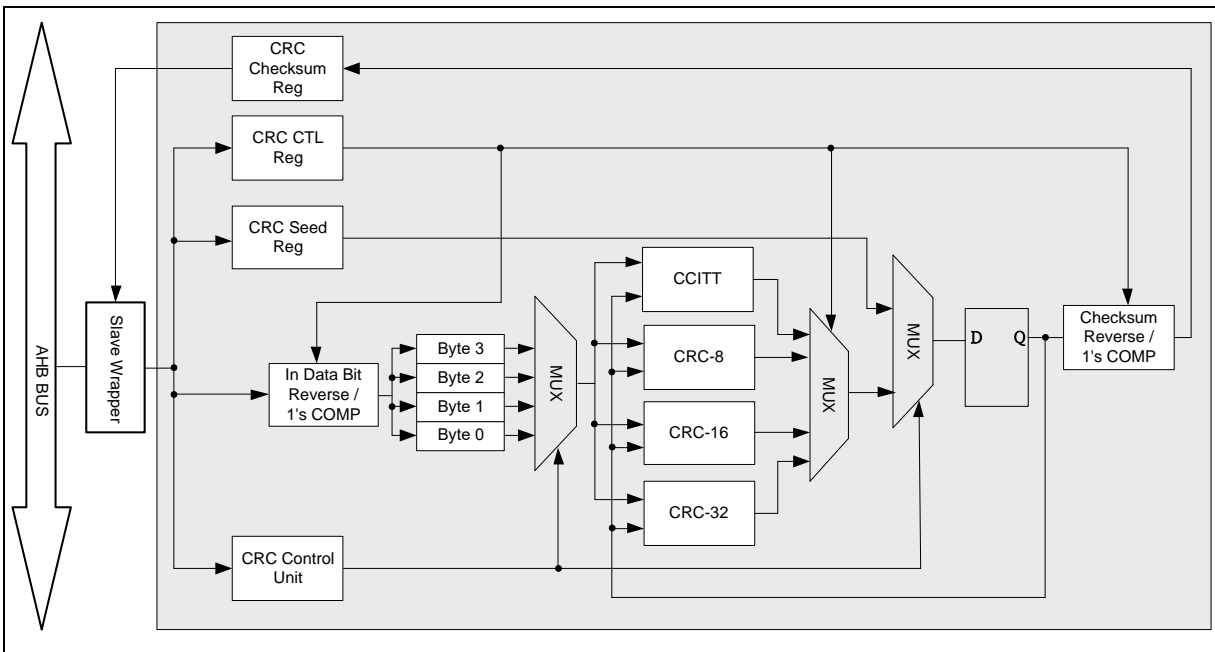 AHB BUS
Slave Wrapper
CRC
Checksum
Reg
CRC CTL
Reg
CRC Seed
Reg
In Data Bit
Reverse /
1's COMP
Byte 3
Byte 2
Byte 1
Byte 0
MUX
CRC Control
Unit
CCITT
CRC-8
CRC-16
CRC-32
MUX
MUX
D
Q
Checksum
Reverse /
1's COMP